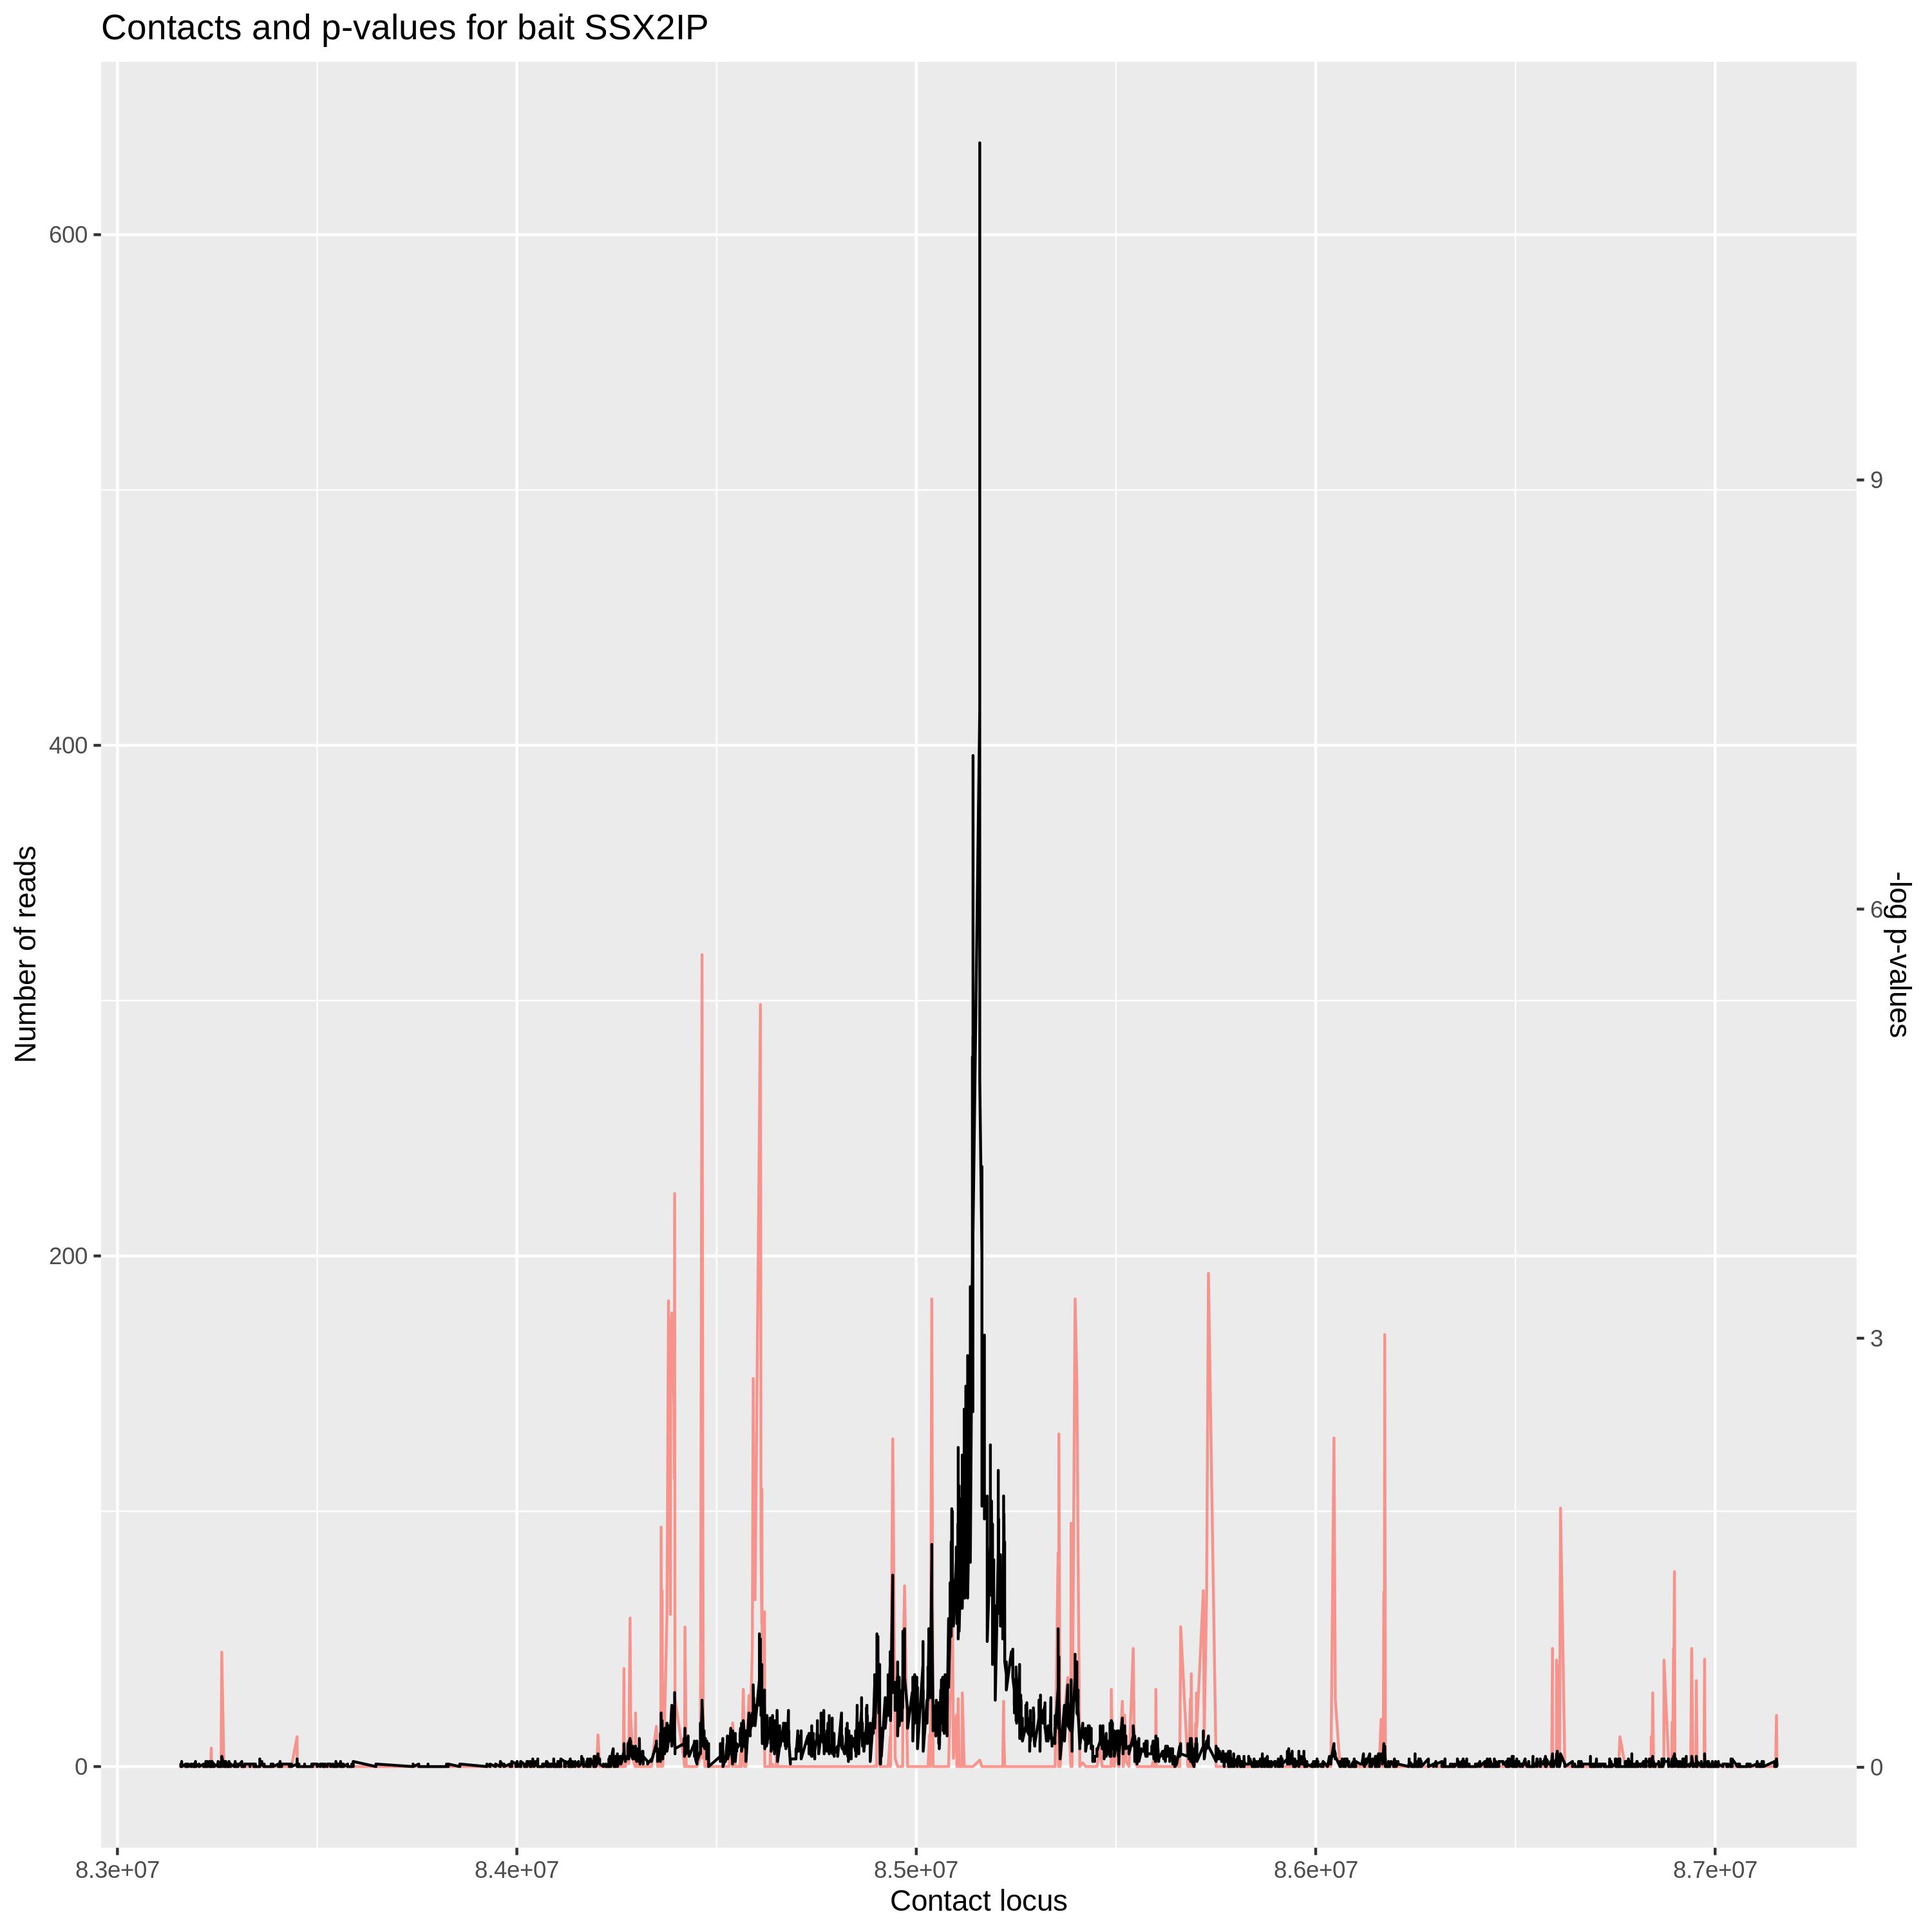 Contacts and p-values for bait SSX2IP
600
400
200
0
Number of reads
9
6
3
0
-log p-values
8.3e+07
8.4e+07
8.5e+07
8.6e+07
8.7e+07
Contact locus